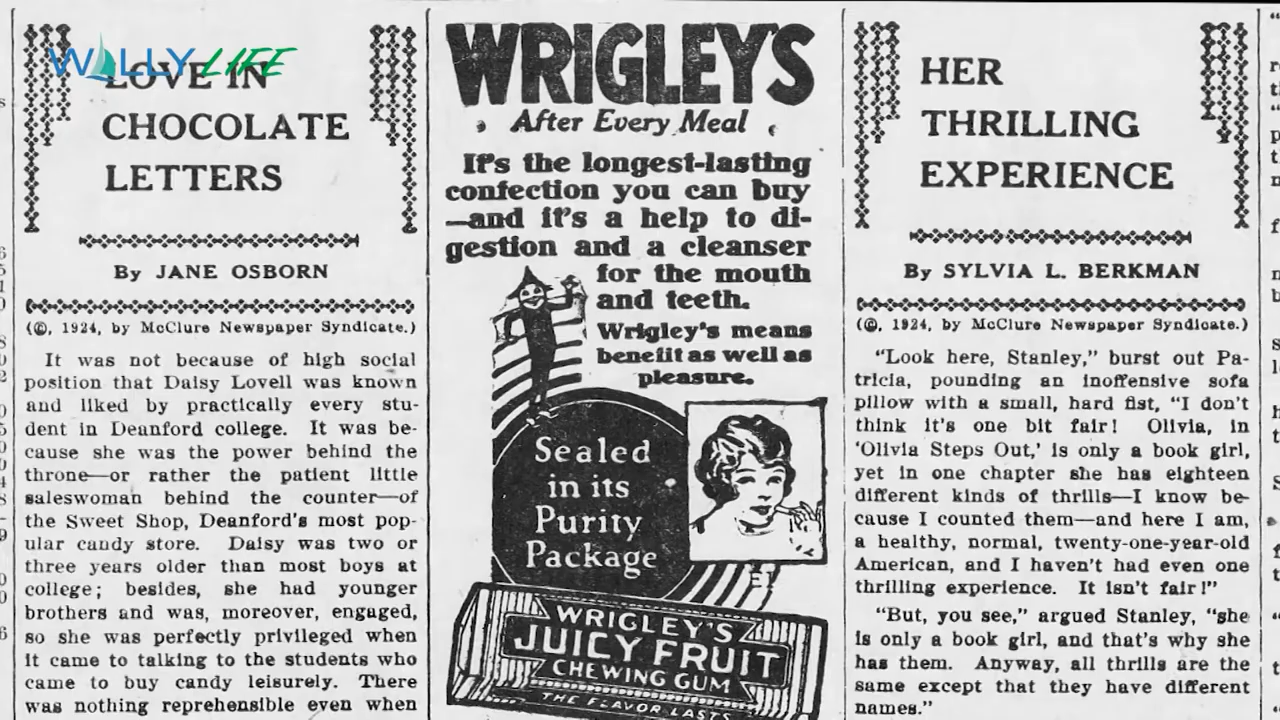 WALLY LIFE
LOVE IN
CHOCOLATE
LETTERS
By JANE OSBORN
(©, 1924, by McClure Newspaper Syndicate.)
It was not because of high social
position that Daisy Lovell was known
and liked by practically every stu-
dent in Deanford college. It was be-
cause she was the power behind the
throne—or rather the patient little
saleswoman behind the counter—of
the Sweet Shop, Deanford's most pop-
ular candy store. Daisy was two or
three years older than most boys at
college; besides, she had younger
brothers and was, moreover, engaged,
so she was perfectly privileged when
it came to talking to the students who
came to buy candy leisurely. There
was nothing reprehensible even when
WRIGLEY'S
After Every Meal
It's the longest-lasting
confection you can buy
—and it's a help to di-
gestion and a cleanser
for the mouth
and teeth.
Wrigley's means
benefit as well as
pleasure.
Sealed
in its
Purity
Package
WRIGLEY'S
JUICY FRUIT
CHEWING GUM
THE FLAVOR LASTS
HER
THRILLING
EXPERIENCE
By SYLVIA L. BERKMAN
(©, 1924, by McClure Newspaper Syndicate.)
"Look here, Stanley," burst out Pa-
tricia, pounding an inoffensive sofa
pillow with a small, hard fist, "I don't
think it's one bit fair! Olivia, in
'Olivia Steps Out,' is only a book girl,
yet in one chapter she has eighteen
different kinds of thrills—I know be-
cause I counted them—and here I am,
a healthy, normal, twenty-one-year-old
American, and I haven't had even one
thrilling experience. It isn't fair!"
"But, you see," argued Stanley, "she
is only a book girl, and that's why she
has them. Anyway, all thrills are the
same except that they have different
names."